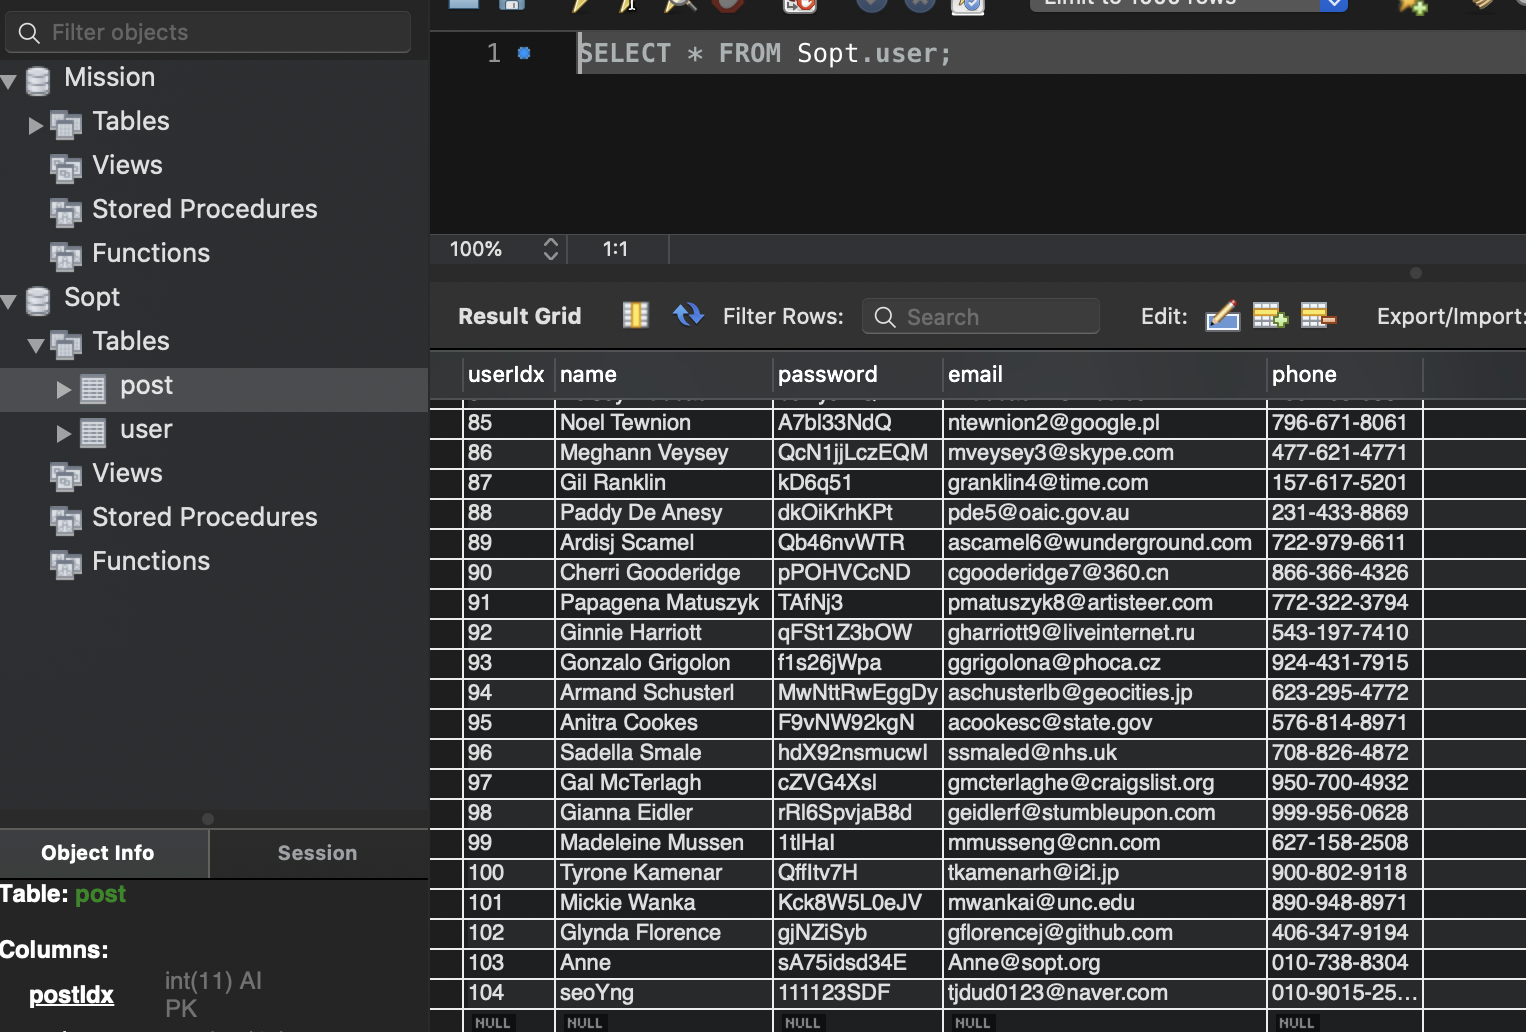 Filter objects
Mission
Tables
Views
Stored Procedures
Functions
Sopt
Tables
post
user
Views
Stored Procedures
Functions
Object Info Session
Table: post
Columns:
postIdx int(11) AI
PK
1 SELECT * FROM Sopt.user;
100% 1:1
Result Grid Filter Rows: Search Edit: Export/Import:
userIdx name password email phone
85 Noel Tewnion A7bl33NdQ ntewnion2@google.pl 796-671-8061
86 Meghann Veysey QcN1jjLczEQM mveysey3@skype.com 477-621-4771
87 Gil Ranklin kD6q51 granklin4@time.com 157-617-5201
88 Paddy De Anesy dkOiKrhKPt pde5@oaic.gov.au 231-433-8869
89 Ardisj Scamel Qb46nvWTR ascamel6@wunderground.com 722-979-6611
90 Cherri Gooderidge pPOHVCcND cgooderidge7@360.cn 866-366-4326
91 Papagena Matuszyk TAfNj3 pmatuszyk8@artisteer.com 772-322-3794
92 Ginnie Harriott qFSt1Z3bOW gharriott9@liveinternet.ru 543-197-7410
93 Gonzalo Grigolon f1s26jWpa ggrigolona@phoca.cz 924-431-7915
94 Armand Schusterl MwNttRwEggDy aschusterlb@geocities.jp 623-295-4772
95 Anitra Cookes F9vNW92kgN acookesc@state.gov 576-814-8971
96 Sadella Smale hdX92nsmucwI ssmaled@nhs.uk 708-826-4872
97 Gal McTerlagh cZVG4Xsl gmcterlaghe@craigslist.org 950-700-4932
98 Gianna Eidler rRl6SpvjaB8d geidlerf@stumbleupon.com 999-956-0628
99 Madeleine Mussen 1tlHaI mmusseng@cnn.com 627-158-2508
100 Tyrone Kamenar QffItv7H tkamenarh@i2i.jp 900-802-9118
101 Mickie Wanka Kck8W5L0eJV mwankai@unc.edu 890-948-8971
102 Glynda Florence gjNZiSyb gflorencej@github.com 406-347-9194
103 Anne sA75idsd34E Anne@sopt.org 010-738-8304
104 seoYng 111123SDF tjdud0123@naver.com 010-9015-25...
NULL NULL NULL NULL NULL